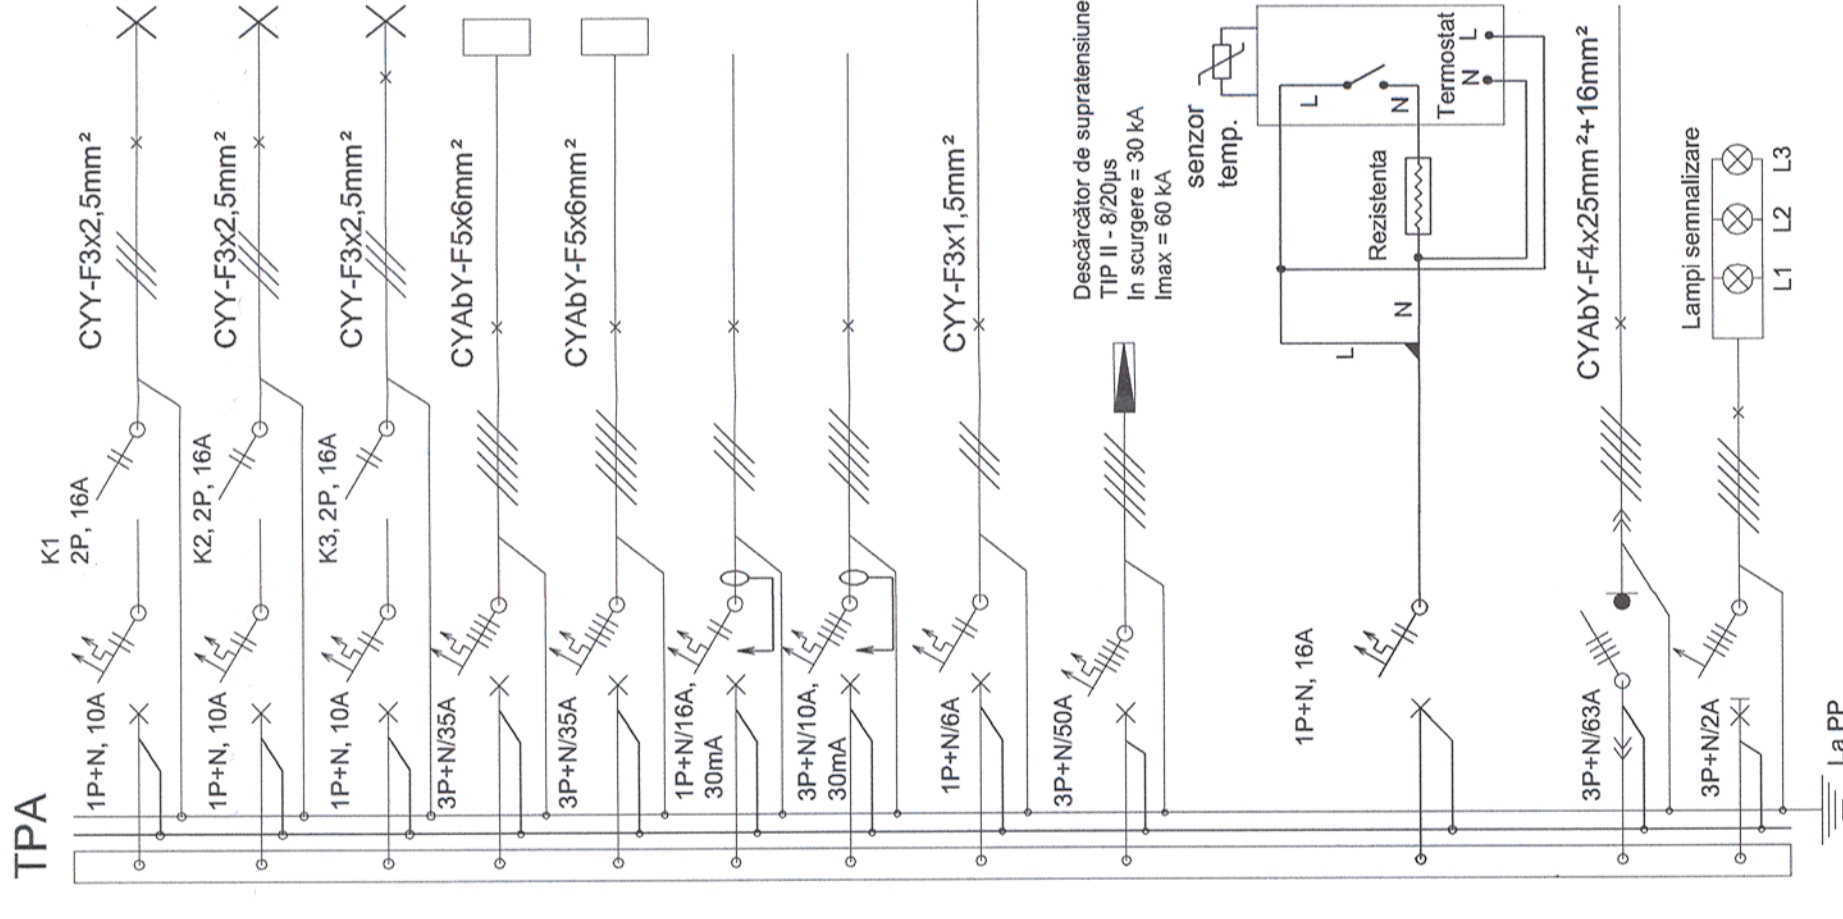 TPA
1P+N, 10A
K1
2P, 16A
CYY-F3x2,5mm²
1P+N, 10A
K2, 2P, 16A
CYY-F3x2,5mm²
1P+N, 10A
K3, 2P, 16A
CYY-F3x2,5mm²
3P+N/35A
CYAbY-F5x6mm²
3P+N/35A
CYAbY-F5x6mm²
1P+N/16A,
30mA
3P+N/10A,
30mA
1P+N/6A
CYY-F3x1,5mm²
3P+N/50A
Descărcător de supratensiune
TIP III - 8/20µs
In scurgere = 30 kA
Imax = 60 kA
1P+N, 16A
senzor
temp.
L
N
L
N
Rezistenta
Termostat
N
L
3P+N/63A
CYAbY-F4x25mm²+16mm²
3P+N/2A
Lampi semnalizare
L1
L2
L3
La PP